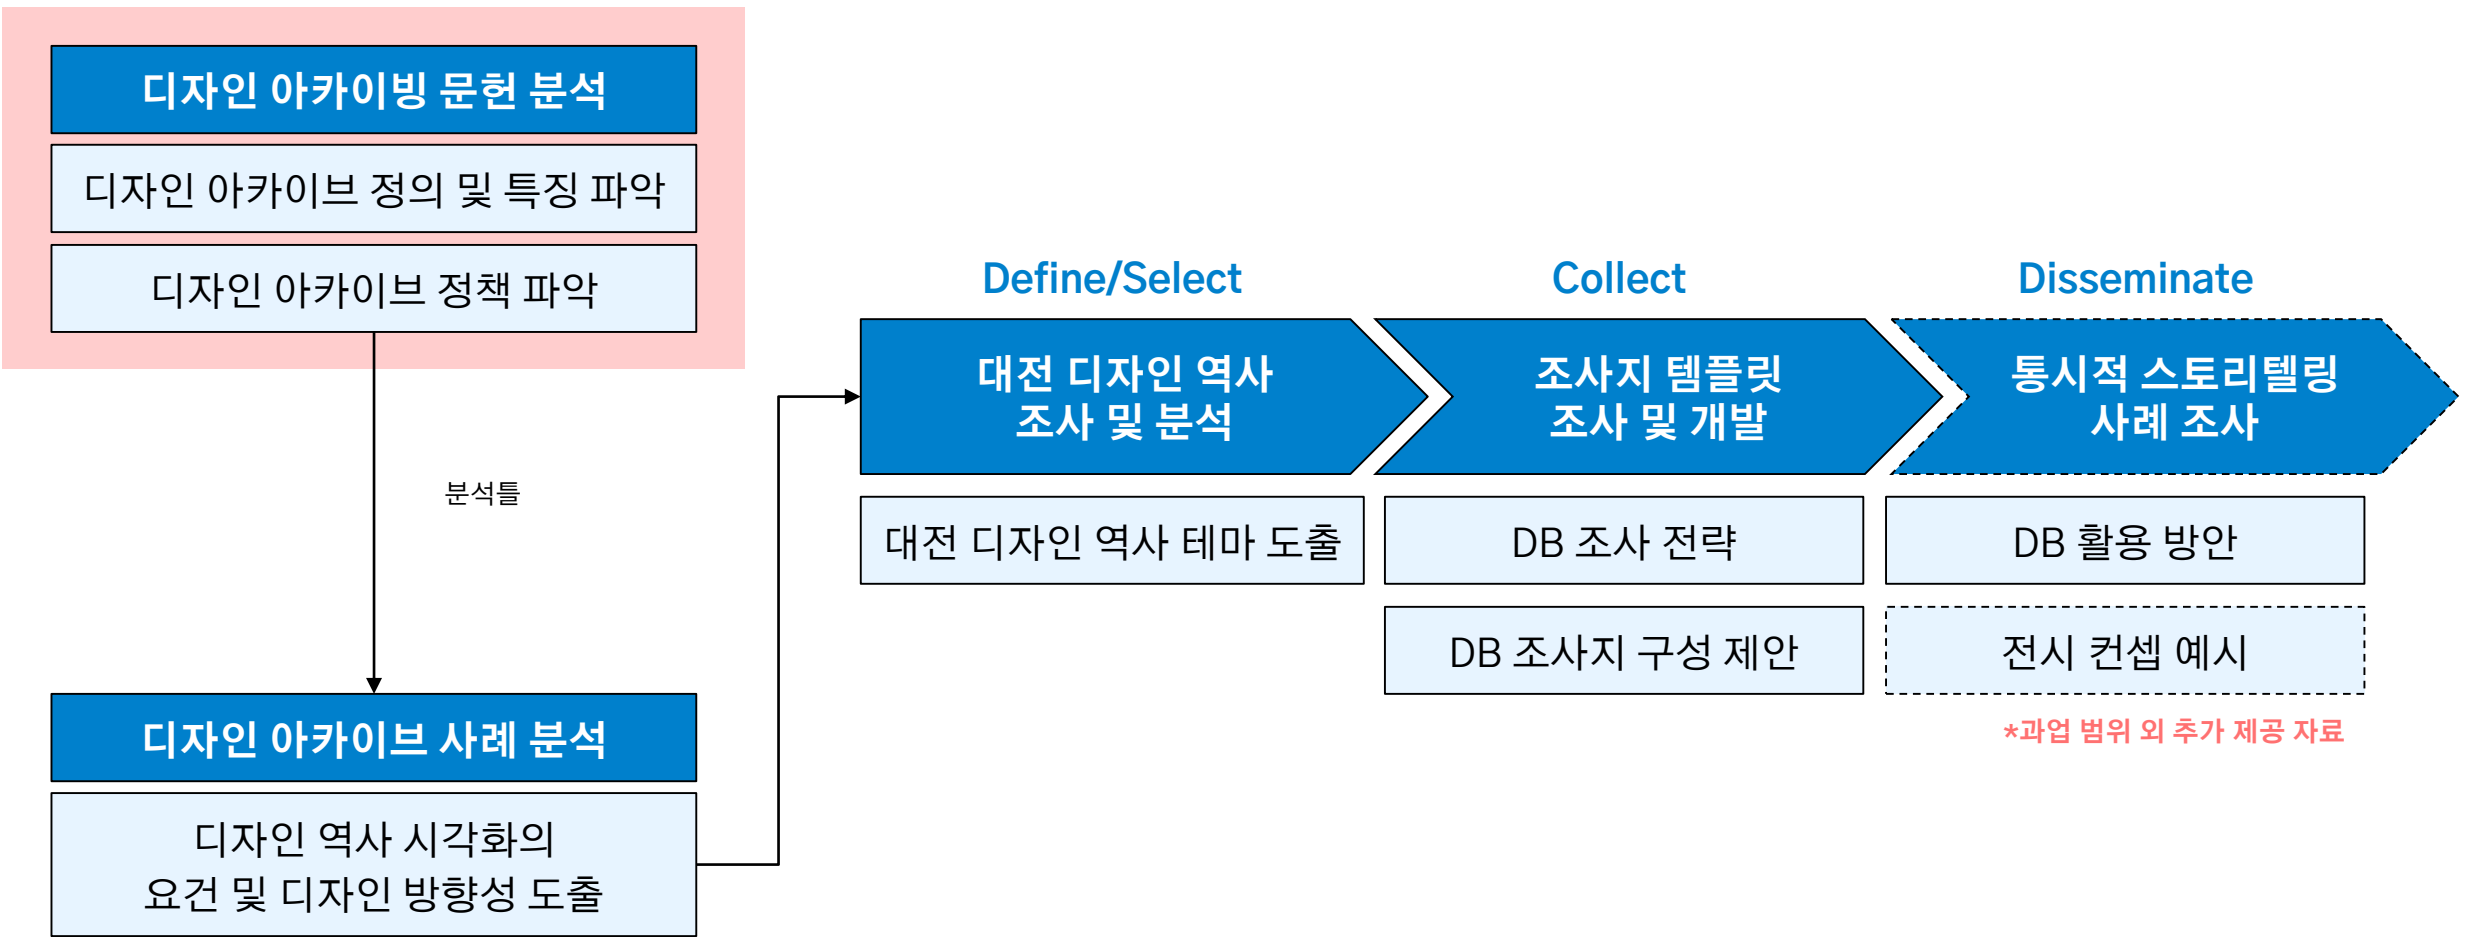 디자인 아카이빙 문헌 분석
디자인 아카이브 정의 및 특징 파악
디자인 아카이브 정책 파악
분석틀
디자인 아카이브 사례 분석
디자인 역사 시각화의
요건 및 디자인 방향성 도출
Define/Select
대전 디자인 역사
조사 및 분석
대전 디자인 역사 테마 도출
Collect
조사지 템플릿
조사 및 개발
DB 조사 전략
DB 조사지 구성 제안
Disseminate
통시적 스토리텔링
사례 조사
DB 활용 방안
전시 컨셉 예시
*과업 범위 외 추가 제공 자료